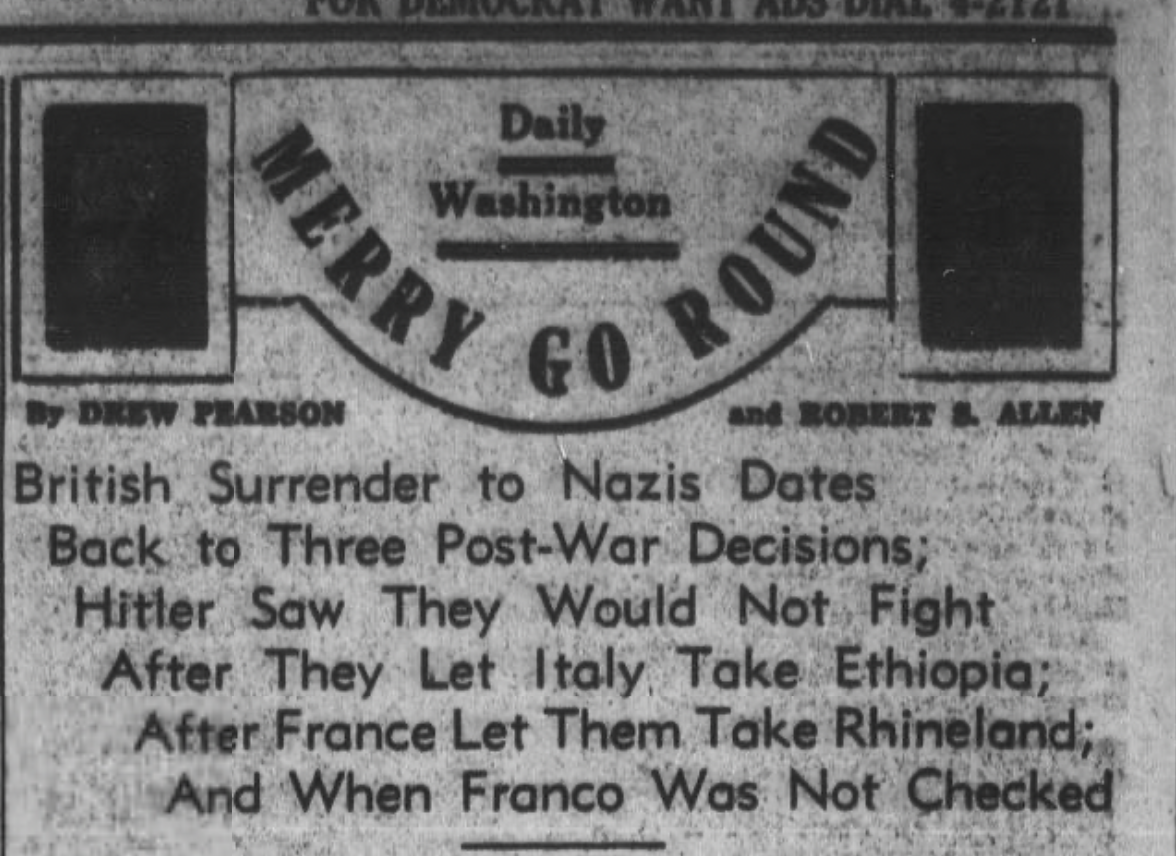 FOR DEMOCRAT WANT ADS DIAL 4-2121
Daily
Washington
MERRY GO ROUND
By DREW PEARSON
and ROBERT S. ALLEN
British Surrender to Nazis Dates
Back to Three Post-War Decisions;
Hitler Saw They Would Not Fight
After They Let Italy Take Ethiopia;
After France Let Them Take Rhineland;
And When Franco Was Not Checked